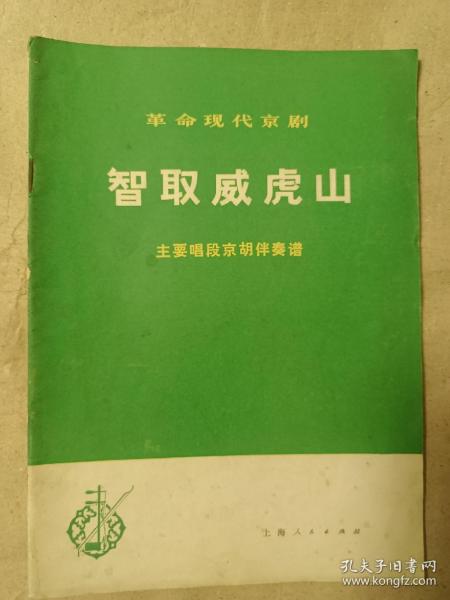 革命现代京剧
智取威虎山
主要唱段京胡伴奏谱
上海人民出版社
孔夫子旧书网
www.kongfz.com